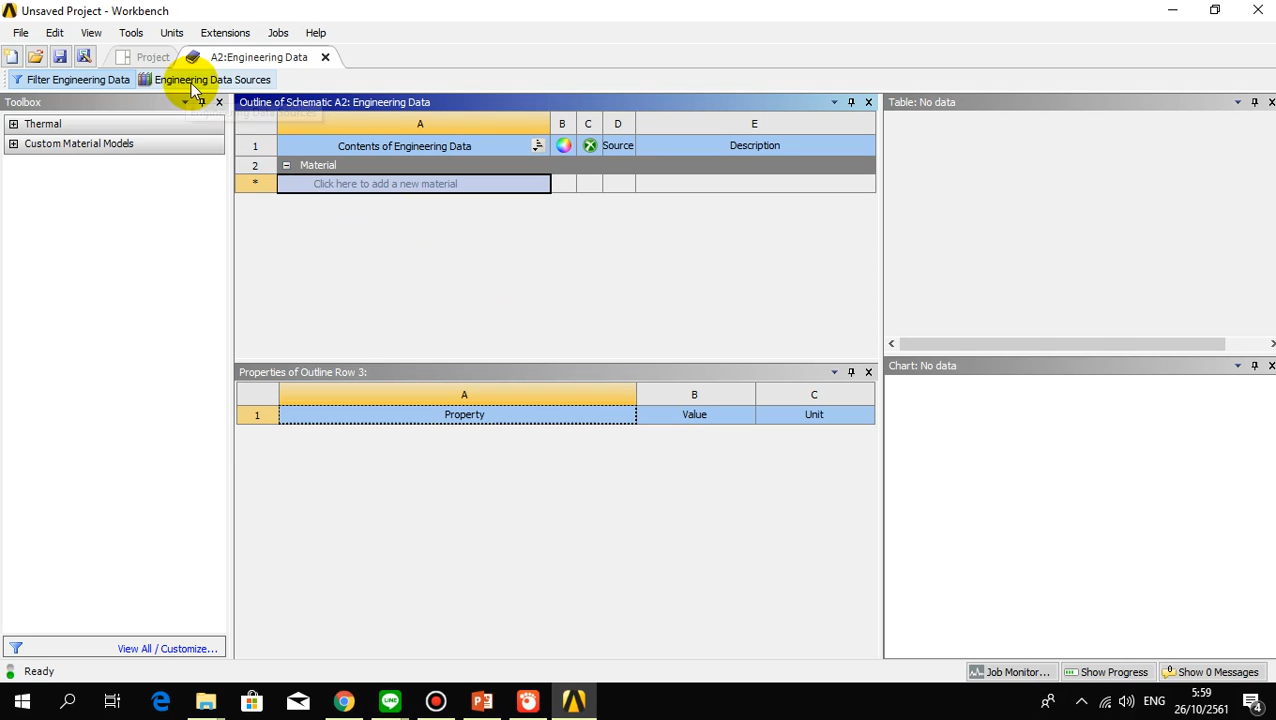 Unsaved Project - Workbench
File Edit View Tools Units Extensions Jobs Help
Project A2:Engineering Data
Filter Engineering Data Engineering Data Sources
Engineering Data Sources
Toolbox
Thermal
Custom Material Models
View All / Customize...
Outline of Schematic A2: Engineering Data
A B C D E
1 Contents of Engineering Data Source Description
2 Material
* Click here to add a new material
Properties of Outline Row 3:
A B C
1 Property Value Unit
Table: No data
Chart: No data
Ready
Job Monitor... Show Progress Show 0 Messages
ENG
5:59
26/10/2561
4